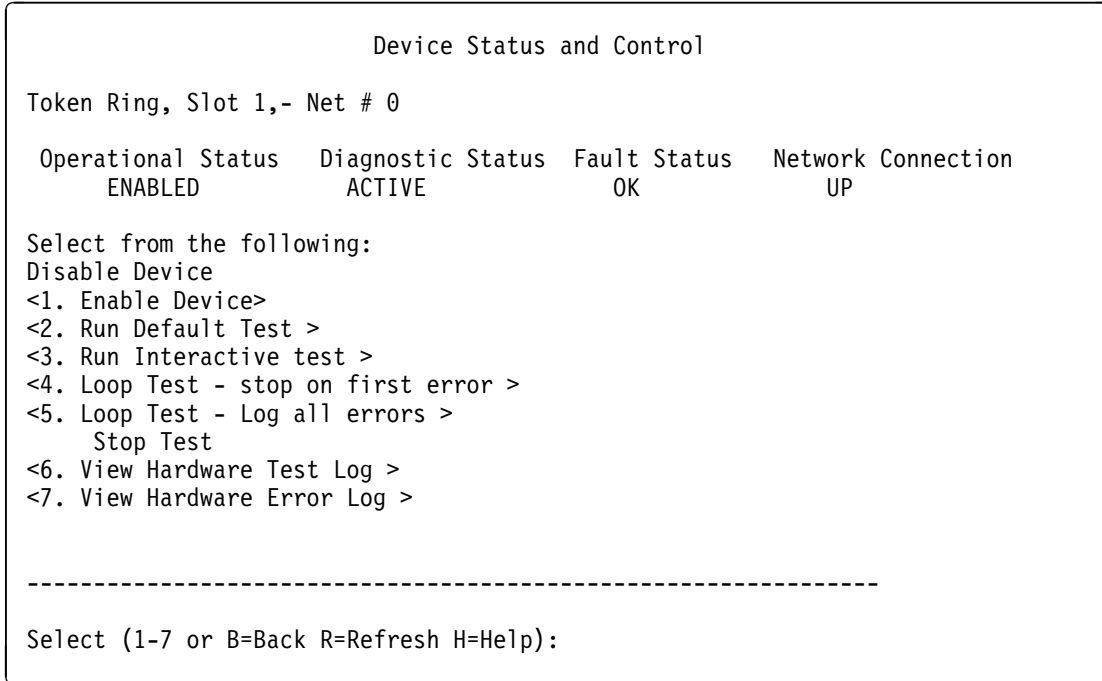 Device Status and Control
Token Ring, Slot 1,- Net # 0
Operational Status   Diagnostic Status  Fault Status   Network Connection
ENABLED           ACTIVE              OK              UP
Select from the following:
Disable Device
<1. Enable Device>
<2. Run Default Test >
<3. Run Interactive test >
<4. Loop Test - stop on first error >
<5. Loop Test - Log all errors >
Stop Test
<6. View Hardware Test Log >
<7. View Hardware Error Log >
----------------------------------------------------------------
Select (1-7 or B=Back R=Refresh H=Help):